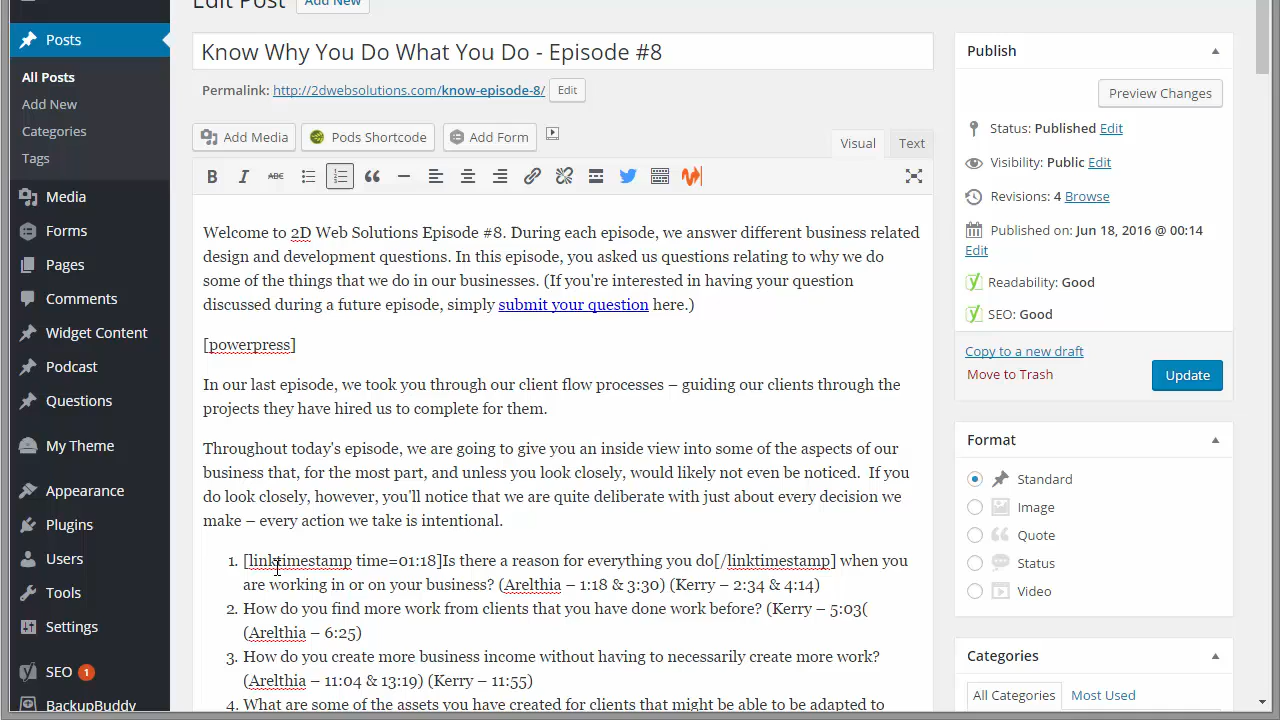 Edit Post
Add New
Posts
All Posts
Add New
Categories
Tags
Media
Forms
Pages
Comments
Widget Content
Podcast
Questions
My Theme
Appearance
Plugins
Users
Tools
Settings
SEO 1
BackupBuddy
Know Why You Do What You Do - Episode #8
Permalink: http://2dwebsolutions.com/know-episode-8/ Edit
Add Media
Pods Shortcode
Add Form
Visual
Text
B I ABC
Welcome to 2D Web Solutions Episode #8. During each episode, we answer different business related
design and development questions. In this episode, you asked us questions relating to why we do
some of the things that we do in our businesses. (If you're interested in having your question
discussed during a future episode, simply submit your question here.)
[powerpress]
In our last episode, we took you through our client flow processes – guiding our clients through the
projects they have hired us to complete for them.
Throughout today's episode, we are going to give you an inside view into some of the aspects of our
business that, for the most part, and unless you look closely, would likely not even be noticed.  If you
do look closely, however, you'll notice that we are quite deliberate with just about every decision we
make – every action we take is intentional.
1. [linktimestamp time=01:18]Is there a reason for everything you do[/linktimestamp] when you
are working in or on your business? (Arelthia – 1:18 & 3:30) (Kerry – 2:34 & 4:14)
2. How do you find more work from clients that you have done work before? (Kerry – 5:03(
(Arelthia – 6:25)
3. How do you create more business income without having to necessarily create more work?
(Arelthia – 11:04 & 13:19) (Kerry – 11:55)
4. What are some of the assets you have created for clients that might be able to be adapted to
Publish
Preview Changes
Status: Published Edit
Visibility: Public Edit
Revisions: 4 Browse
Published on: Jun 18, 2016 @ 00:14
Edit
Readability: Good
SEO: Good
Copy to a new draft
Move to Trash
Update
Format
Standard
Image
Quote
Status
Video
Categories
All Categories
Most Used